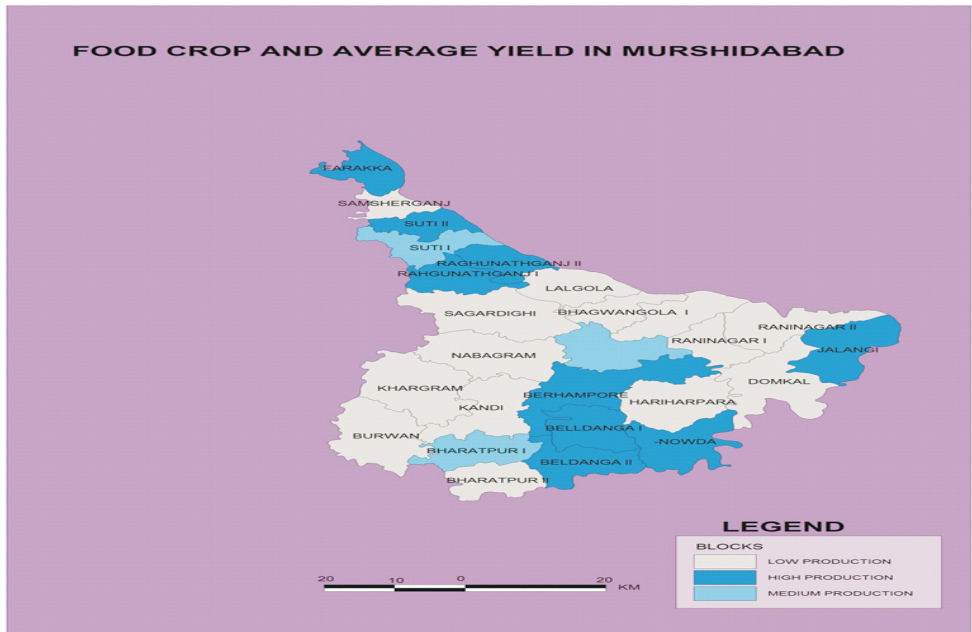 FOOD CROP AND AVERAGE YIELD IN MURSHIDABAD
FARAKKA
SAMSHERGANJ
SUTI II
SUTI I
RAGHUNATHGANJ II
RAHGUNATHGANJ I
LALGOLA
SAGARDIGHI
BHAGWANGOLA I
RANINAGAR II
RANINAGAR I
JALANGI
NABAGRAM
DOMKAL
KHARGRAM
BERHAMPORE
HARIHARPARA
KANDI
BELLDANGA I
BURWAN
-NOWDA
BHARATPUR I
BELDANGA II
BHARATPUR II
LEGEND
BLOCKS
LOW PRODUCTION
HIGH PRODUCTION
MEDIUM PRODUCTION
20 10 0 20 KM